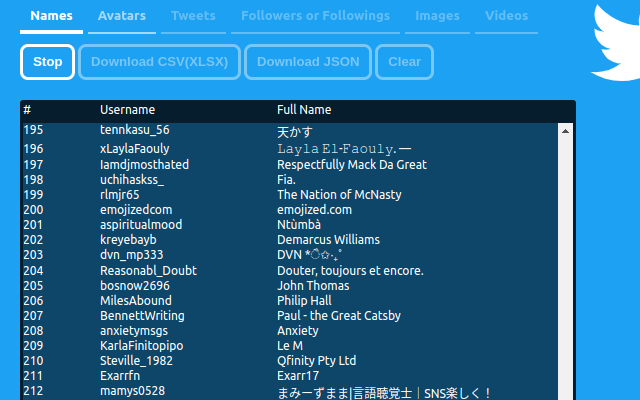 Names Avatars Tweets Followers or Followings Images Videos
Stop Download CSV(XLSX) Download JSON Clear
# Username Full Name
195 tennkasu_56 天かす
196 xLaylaFaouly 𝙻𝚊𝚢𝚕𝚊 𝙴𝚕-𝙵𝚊𝚘𝚞𝚕𝚢. —
197 Iamdjmosthated Respectfully Mack Da Great
198 uchihaskss_ Fia.
199 rlmjr65 The Nation of McNasty
200 emojizedcom emojized.com
201 aspiritualmood Ntùmbà
202 kreyebayb Demarcus Williams
203 dvn_mp333 DVN *ੈ✩‧₊˚
204 Reasonabl_Doubt Douter, toujours et encore.
205 bosnow2696 John Thomas
206 MilesAbound Philip Hall
207 BennettWriting Paul - the Great Catsby
208 anxietymsgs Anxiety
209 KarlaFinitopipo Le M
210 Steville_1982 Qfinity Pty Ltd
211 Exarrfn Exarr17
212 mamys0528 まみーずまま|言語聴覚士｜SNS楽しく！